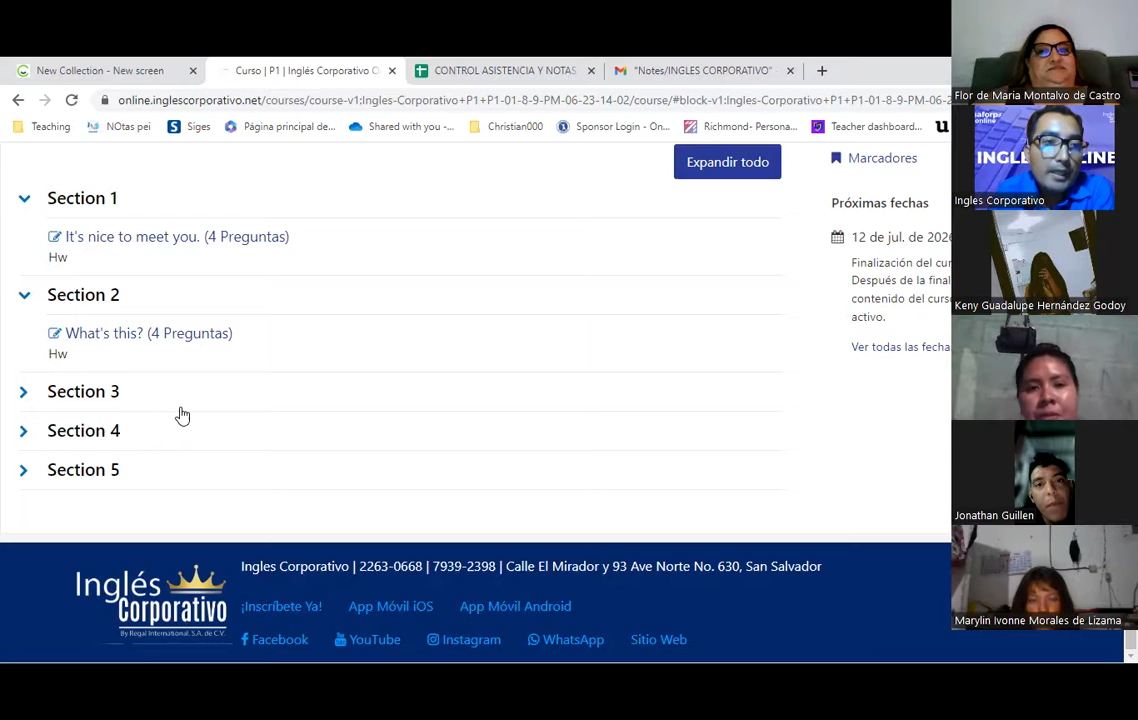 New Collection - New screen
Curso | P1 | Inglés Corporativo O
CONTROL ASISTENCIA Y NOTAS
"Notes/INGLES CORPORATIVO"
online.inglescorporativo.net/courses/course-v1:Ingles-Corporativo+P1+P1-01-8-9-PM-06-23-14-02/course/#block-v1:Ingles-Corporativo+P1+P1-01-8-9-PM-06-23-14-02
Teaching
NOtas pei
Siges
Página principal de...
Shared with you -...
Christian000
Sponsor Login - On...
Richmond- Persona...
Teacher dashboard...
Expandir todo
Section 1
It's nice to meet you. (4 Preguntas)
Hw
Section 2
What's this? (4 Preguntas)
Hw
Section 3
Section 4
Section 5
Marcadores
Próximas fechas
12 de jul. de 2026
Finalización del cur
Después de la final
contenido del curso
activo.
Ver todas las fecha
Inglés
Corporativo
By Regal International, S.A. de C.V.
Ingles Corporativo | 2263-0668 | 7939-2398 | Calle El Mirador y 93 Ave Norte No. 630, San Salvador
¡Inscríbete Ya!
App Móvil iOS
App Móvil Android
Facebook
YouTube
Instagram
WhatsApp
Sitio Web
Flor de Maria Montalvo de Castro
Ingles Corporativo
Keny Guadalupe Hernández Godoy
Jonathan Guillen
Marylin Ivonne Morales de Lizama